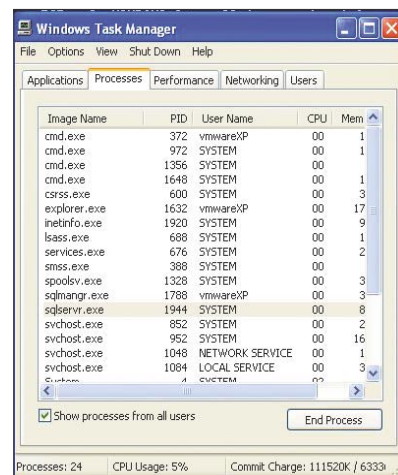 Windows Task Manager
File Options View Shut Down Help
Applications Processes Performance Networking Users
Image Name PID User Name CPU Mem
cmd.exe 372 vmwareXP 00 1
cmd.exe 972 SYSTEM 00 1
cmd.exe 1356 SYSTEM 00
cmd.exe 1648 SYSTEM 00 1
csrss.exe 600 SYSTEM 00 3
explorer.exe 1632 vmwareXP 00 17
inetinfo.exe 1920 SYSTEM 00 9
lsass.exe 688 SYSTEM 00 1
services.exe 676 SYSTEM 00 2
smss.exe 388 SYSTEM 00
spoolsv.exe 1328 SYSTEM 00 3
sqlmangr.exe 1788 vmwareXP 00 3
sqlservr.exe 1944 SYSTEM 00 8
svchost.exe 852 SYSTEM 00 2
svchost.exe 952 SYSTEM 00 16
svchost.exe 1048 NETWORK SERVICE 00 1
svchost.exe 1084 LOCAL SERVICE 00 3
System 4 SYSTEM 02
Show processes from all users
End Process
Processes: 24 CPU Usage: 5% Commit Charge: 111520K / 6333